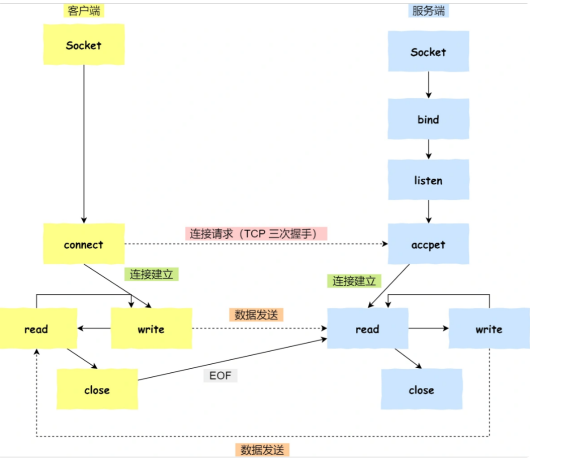 客户端
服务端
Socket
Socket
bind
listen
connect
连接请求（TCP 三次握手）
accpet
连接建立
连接建立
read
write
数据发送
read
write
close
EOF
close
数据发送